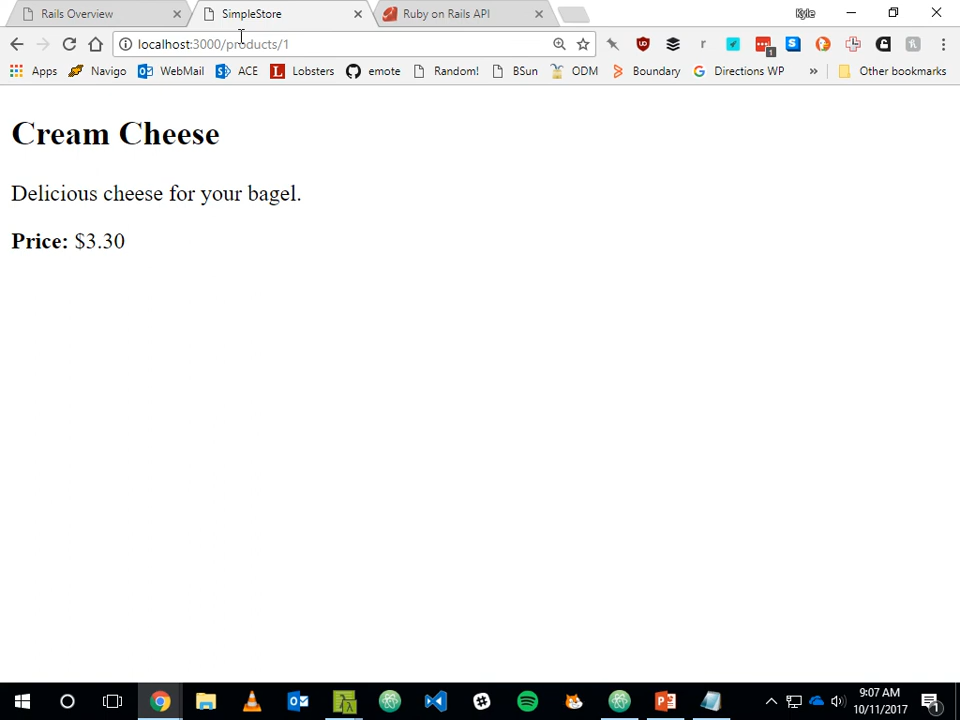 Rails Overview
SimpleStore
Ruby on Rails API
Kyle
localhost:3000/products/1
Apps
Navigo
WebMail
ACE
Lobsters
emote
Random!
BSun
ODM
Boundary
Directions WP
»
Other bookmarks
Cream Cheese
Delicious cheese for your bagel.
Price: $3.30
9:07 AM
10/11/2017